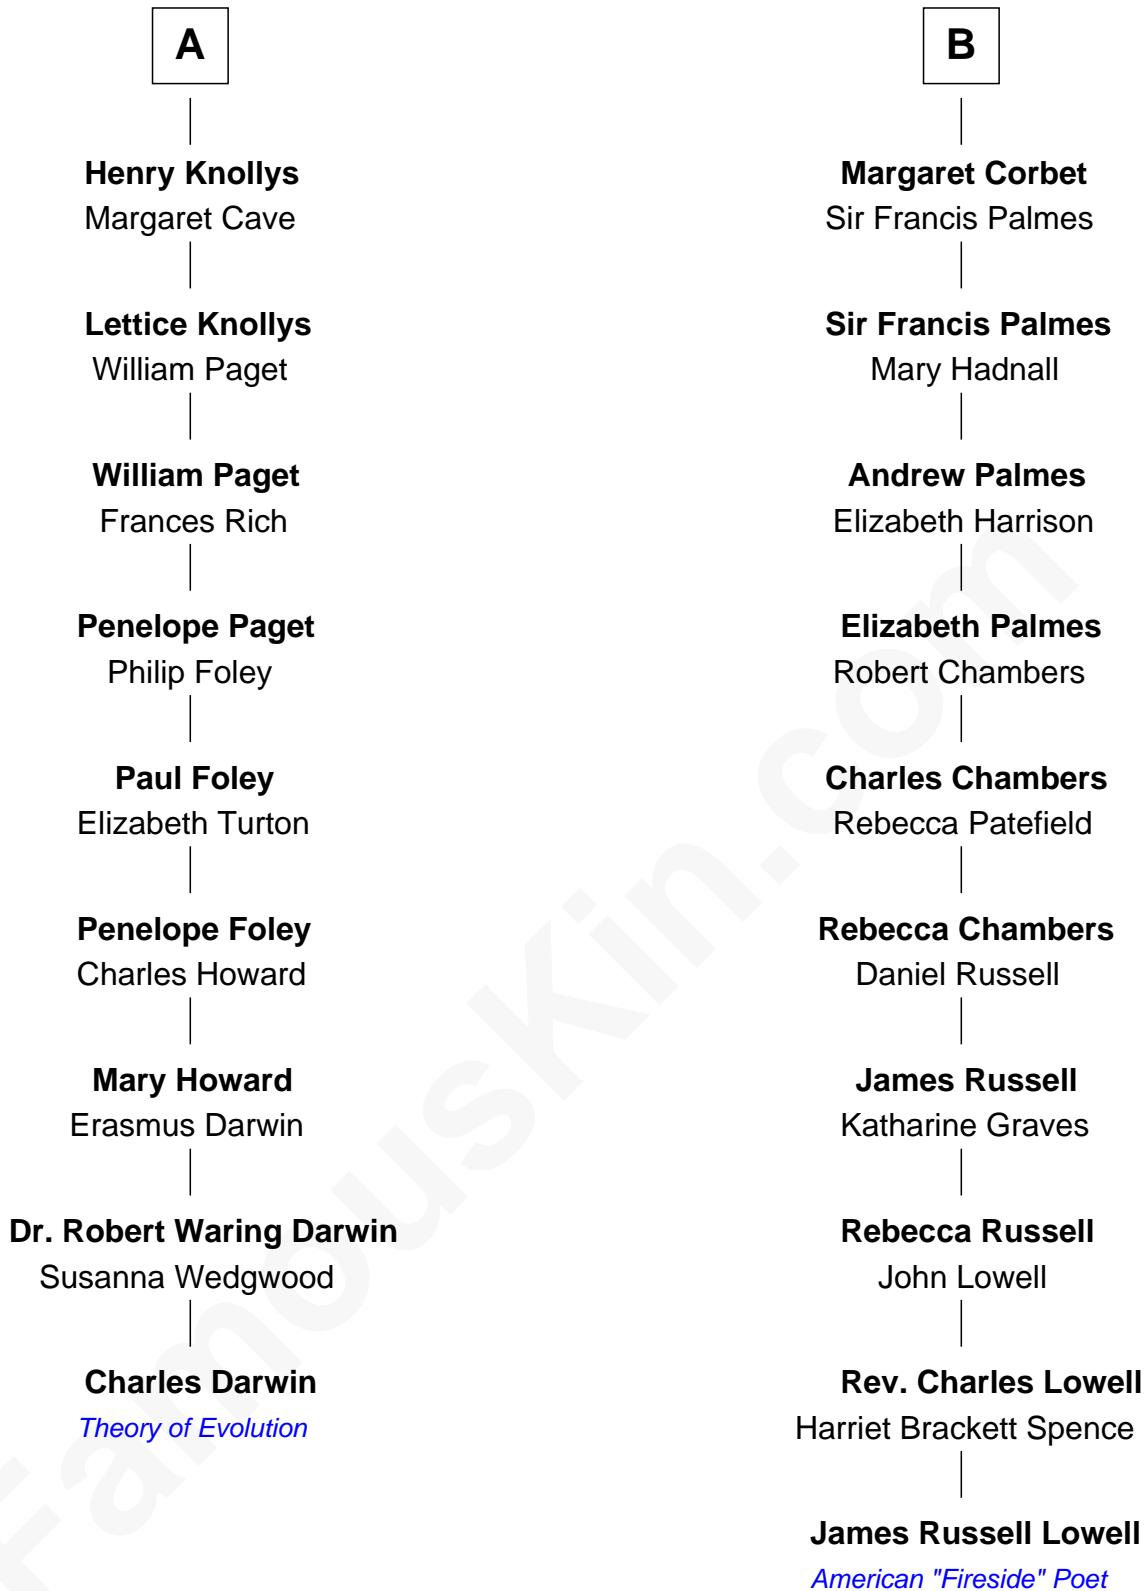 A
Henry Knollys
Margaret Cave
Lettice Knollys
William Paget
William Paget
Frances Rich
Penelope Paget
Philip Foley
Paul Foley
Elizabeth Turton
Penelope Foley
Charles Howard
Mary Howard
Erasmus Darwin
Dr. Robert Waring Darwin
Susanna Wedgwood
Charles Darwin
Theory of Evolution
B
Margaret Corbet
Sir Francis Palmes
Sir Francis Palmes
Mary Hadnall
Andrew Palmes
Elizabeth Harrison
Elizabeth Palmes
Robert Chambers
Charles Chambers
Rebecca Patefield
Rebecca Chambers
Daniel Russell
James Russell
Katharine Graves
Rebecca Russell
John Lowell
Rev. Charles Lowell
Harriet Brackett Spence
James Russell Lowell
American "Fireside" Poet
FamousKin.com